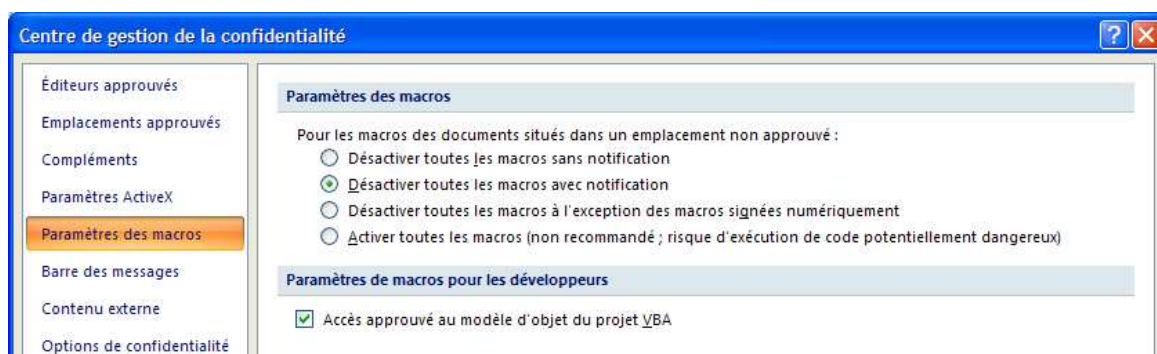 Centre de gestion de la confidentialité
Éditeurs approuvés
Emplacements approuvés
Compléments
Paramètres ActiveX
Paramètres des macros
Barre des messages
Contenu externe
Options de confidentialité
Paramètres des macros
Pour les macros des documents situés dans un emplacement non approuvé :
Désactiver toutes les macros sans notification
Désactiver toutes les macros avec notification
Désactiver toutes les macros à l'exception des macros signées numériquement
Activer toutes les macros (non recommandé ; risque d'exécution de code potentiellement dangereux)
Paramètres de macros pour les développeurs
Accès approuvé au modèle d'objet du projet VBA